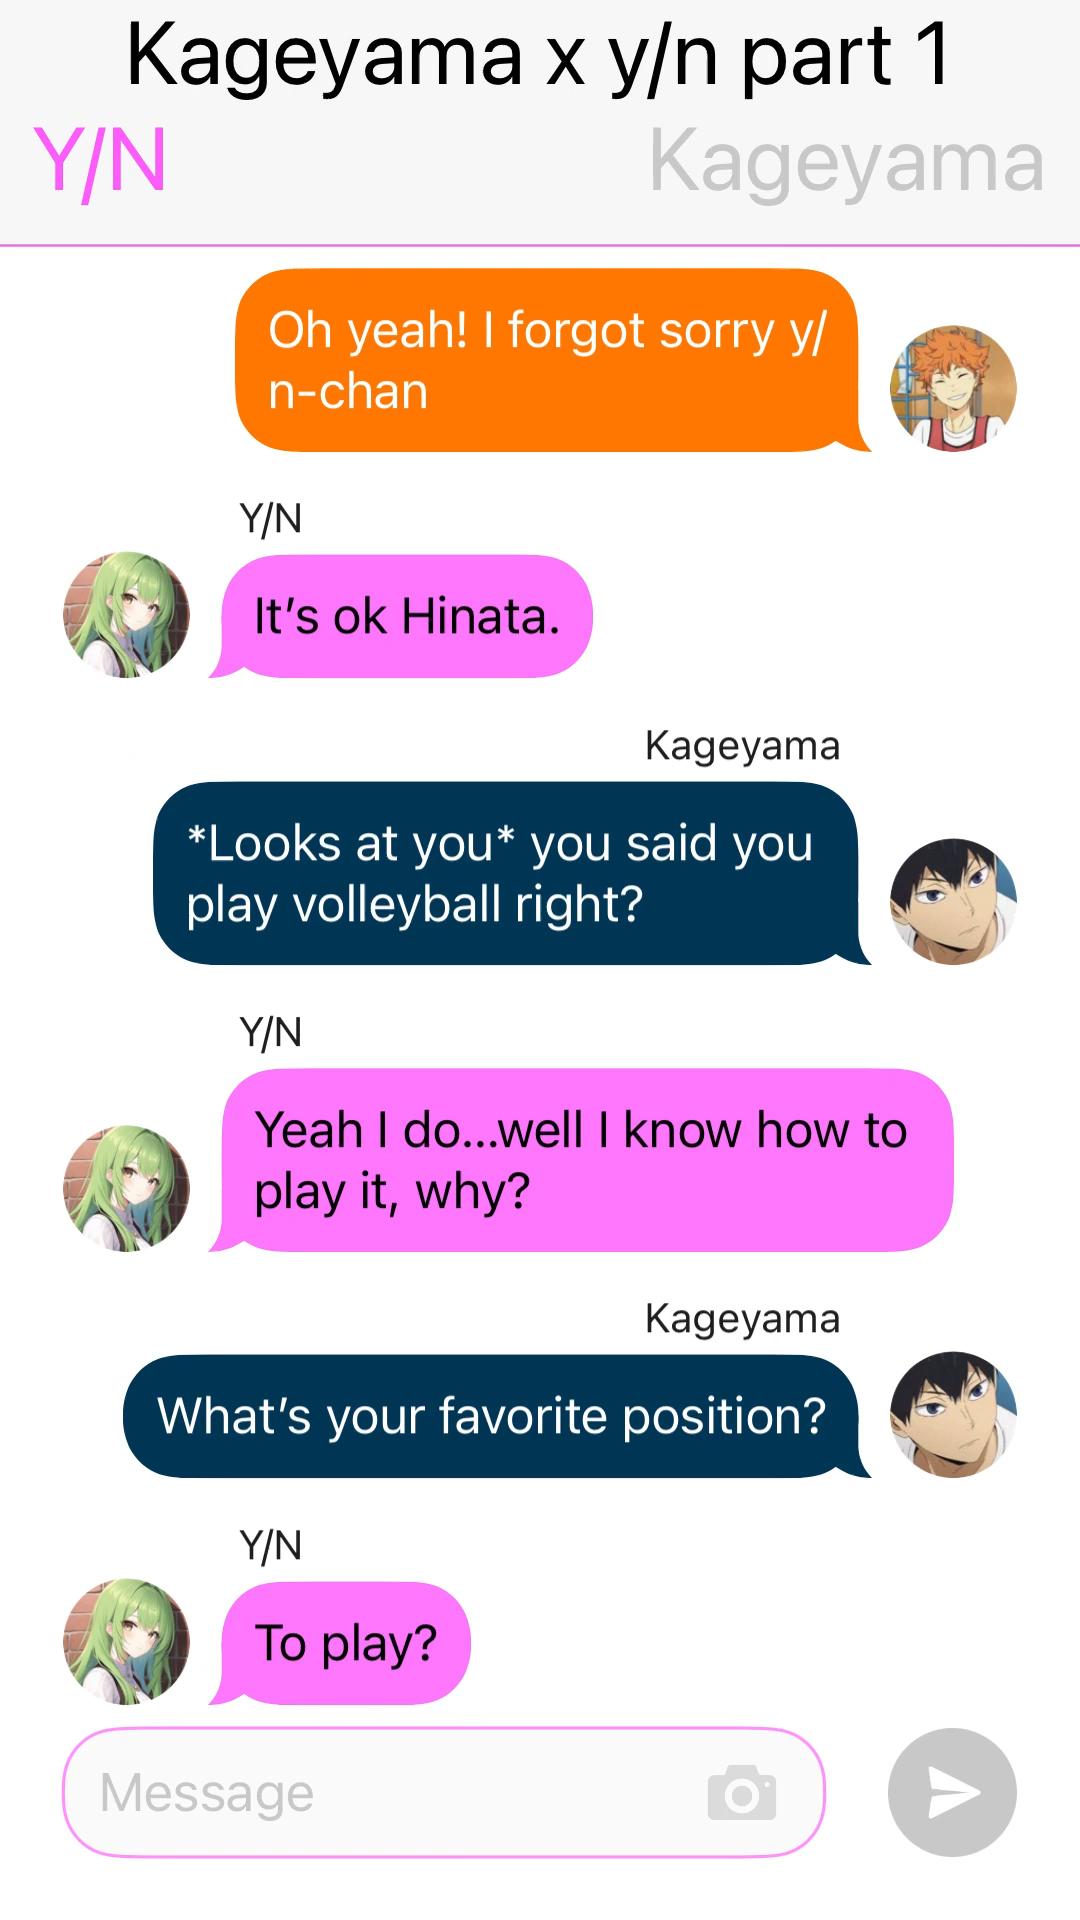 Kageyama x y/n part 1
Y/N
Kageyama
Oh yeah! I forgot sorry y/
n-chan
Y/N
It’s ok Hinata.
Kageyama
*Looks at you* you said you
play volleyball right?
Y/N
Yeah I do...well I know how to
play it, why?
Kageyama
What’s your favorite position?
Y/N
To play?
Message